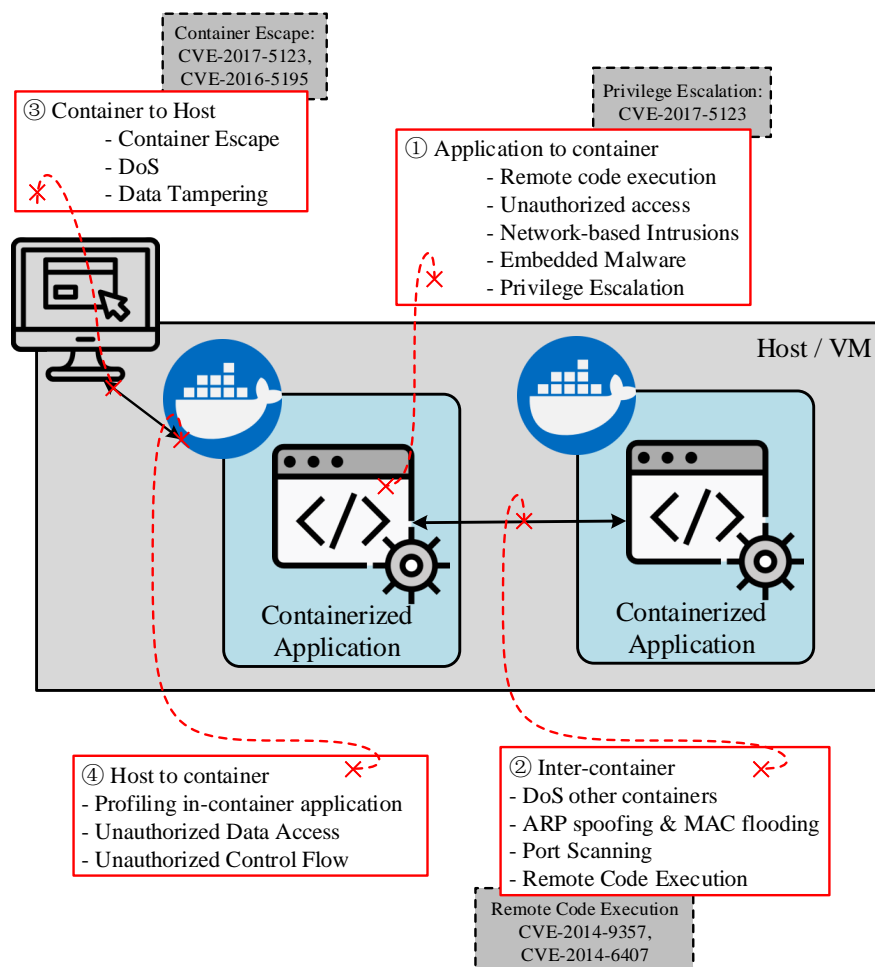 Container Escape:
CVE-2017-5123,
CVE-2016-5195
③ Container to Host
- Container Escape
- DoS
- Data Tampering
Privilege Escalation:
CVE-2017-5123
① Application to container
- Remote code execution
- Unauthorized access
- Network-based Intrusions
- Embedded Malware
- Privilege Escalation
Host / VM
</>
Containerized
Application
</>
Containerized
Application
④ Host to container
- Profiling in-container application
- Unauthorized Data Access
- Unauthorized Control Flow
② Inter-container
- DoS other containers
- ARP spoofing & MAC flooding
- Port Scanning
- Remote Code Execution
Remote Code Execution
CVE-2014-9357,
CVE-2014-6407